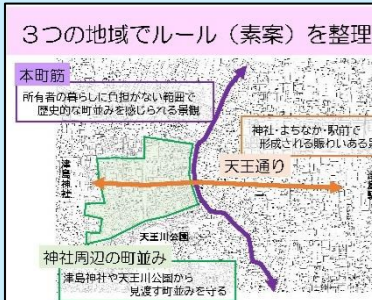 ３つの地域でルール（素案）を整理
本町筋
所有者の暮らしに負担がない範囲で
歴史的な町並みを感じられる景観
神社・まちなか・駅前で
形成される賑わいある
天王通り
津島神社
天王川公園
神社周辺の町並み
津島神社や天王川公園から
見渡す町並みを守る